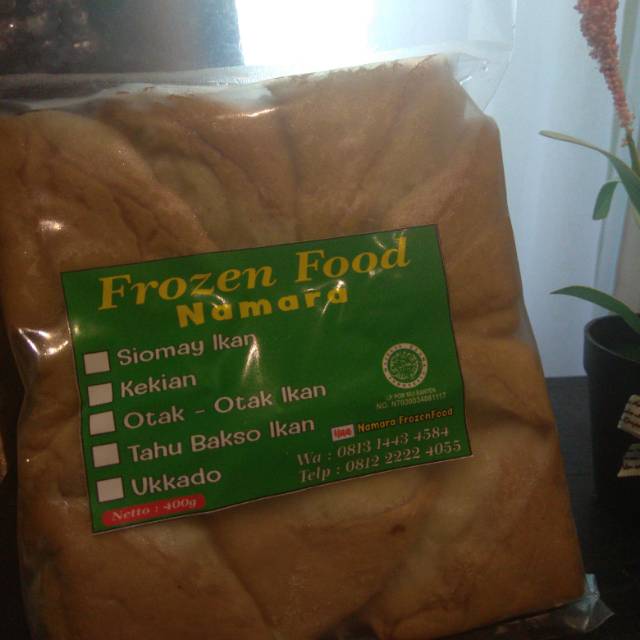 Frozen Food
Namara
Siomay Ikan
Kekian
Otak - Otak Ikan
Tahu Bakso Ikan
Ukkado
Netto : 400g
Namara FrozenFood
Wa : 0813 1443 4584
Telp : 0812 2222 4055